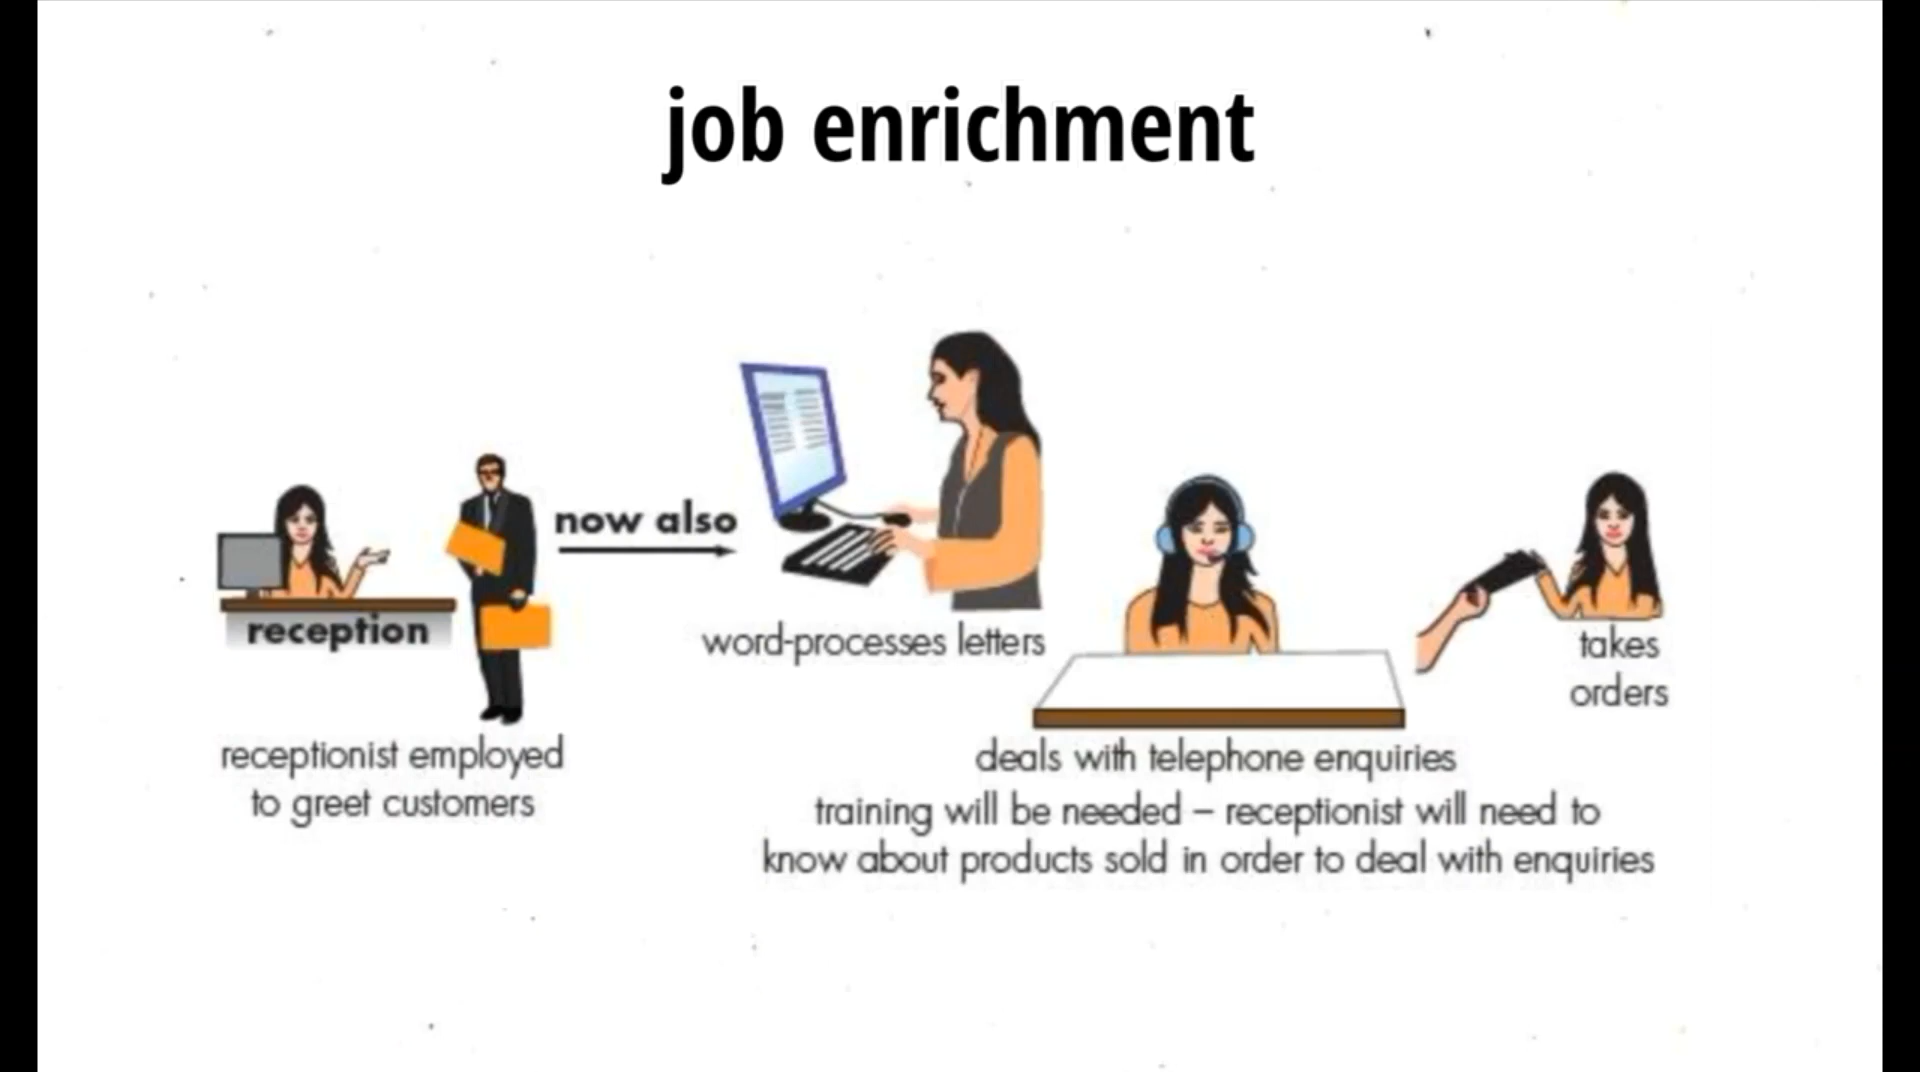 job enrichment
reception
receptionist employed
to greet customers
now also
word-processes letters
deals with telephone enquiries
training will be needed – receptionist will need to
know about products sold in order to deal with enquiries
takes
orders